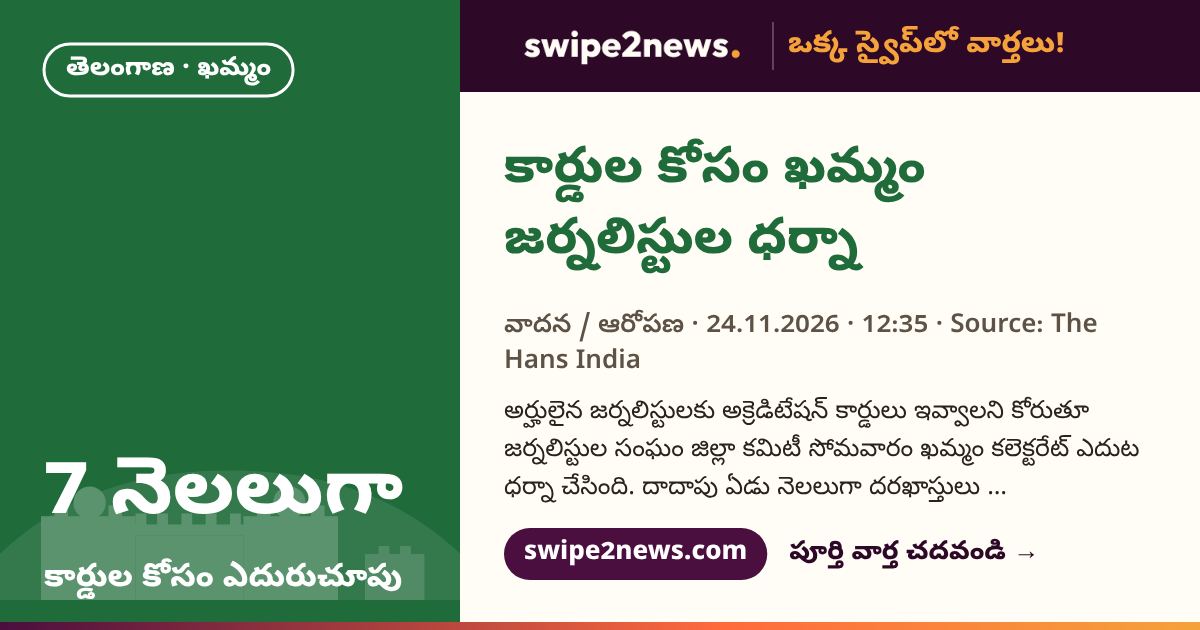 తెలంగాణ · ఖమ్మం
7 నెలలుగా
కార్డుల కోసం ఎదురుచూపు
swipe2news.
ఒక్క స్వైప్‌లో వార్తలు!
కార్డుల కోసం ఖమ్మం
జర్నలిస్టుల ధర్నా
వాదన / ఆరోపణ · 24.11.2026 · 12:35 · Source: The
Hans India
అర్హులైన జర్నలిస్టులకు అక్రెడిటేషన్ కార్డులు ఇవ్వాలని కోరుతూ
జర్నలిస్టుల సంఘం జిల్లా కమిటీ సోమవారం ఖమ్మం కలెక్టరేట్ ఎదుట
ధర్నా చేసింది. దాదాపు ఏడు నెలలుగా దరఖాస్తులు ...
swipe2news.com
పూర్తి వార్త చదవండి →